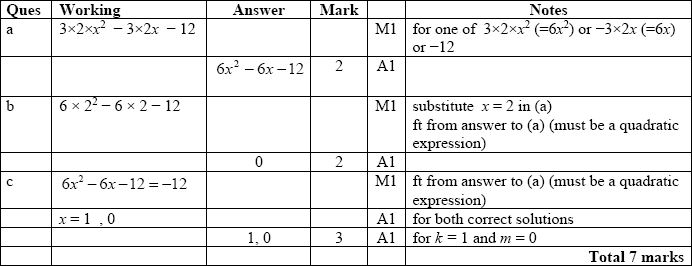 Ques Working Answer Mark Notes
a 3×2×x² − 3×2x − 12 M1 for one of 3×2×x² (=6x²) or −3×2x (=6x)
or −12
6x² − 6x − 12 2 A1
b 6 × 2² − 6 × 2 − 12 M1 substitute x = 2 in (a)
ft from answer to (a) (must be a quadratic
expression)
0 2 A1
c 6x² − 6x − 12 = −12 M1 ft from answer to (a) (must be a quadratic
expression)
x = 1 , 0 A1 for both correct solutions
1, 0 3 A1 for k = 1 and m = 0
Total 7 marks